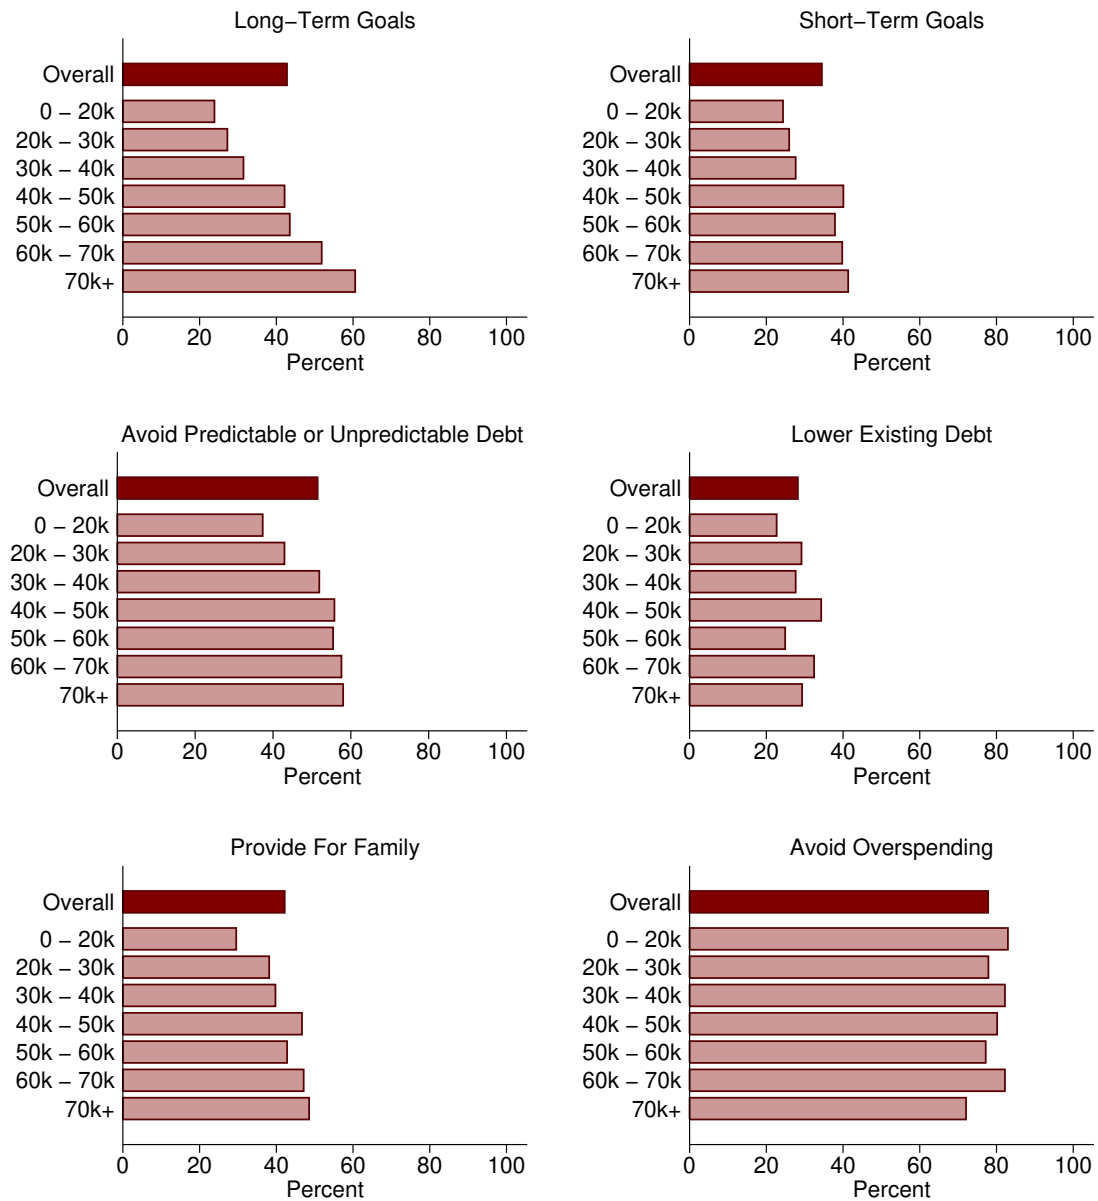 Long−Term Goals
Overall
0 − 20k
20k − 30k
30k − 40k
40k − 50k
50k − 60k
60k − 70k
70k+
0 20 40 60 80 100
Percent
Short−Term Goals
Overall
0 − 20k
20k − 30k
30k − 40k
40k − 50k
50k − 60k
60k − 70k
70k+
0 20 40 60 80 100
Percent
Avoid Predictable or Unpredictable Debt
Overall
0 − 20k
20k − 30k
30k − 40k
40k − 50k
50k − 60k
60k − 70k
70k+
0 20 40 60 80 100
Percent
Lower Existing Debt
Overall
0 − 20k
20k − 30k
30k − 40k
40k − 50k
50k − 60k
60k − 70k
70k+
0 20 40 60 80 100
Percent
Provide For Family
Overall
0 − 20k
20k − 30k
30k − 40k
40k − 50k
50k − 60k
60k − 70k
70k+
0 20 40 60 80 100
Percent
Avoid Overspending
Overall
0 − 20k
20k − 30k
30k − 40k
40k − 50k
50k − 60k
60k − 70k
70k+
0 20 40 60 80 100
Percent